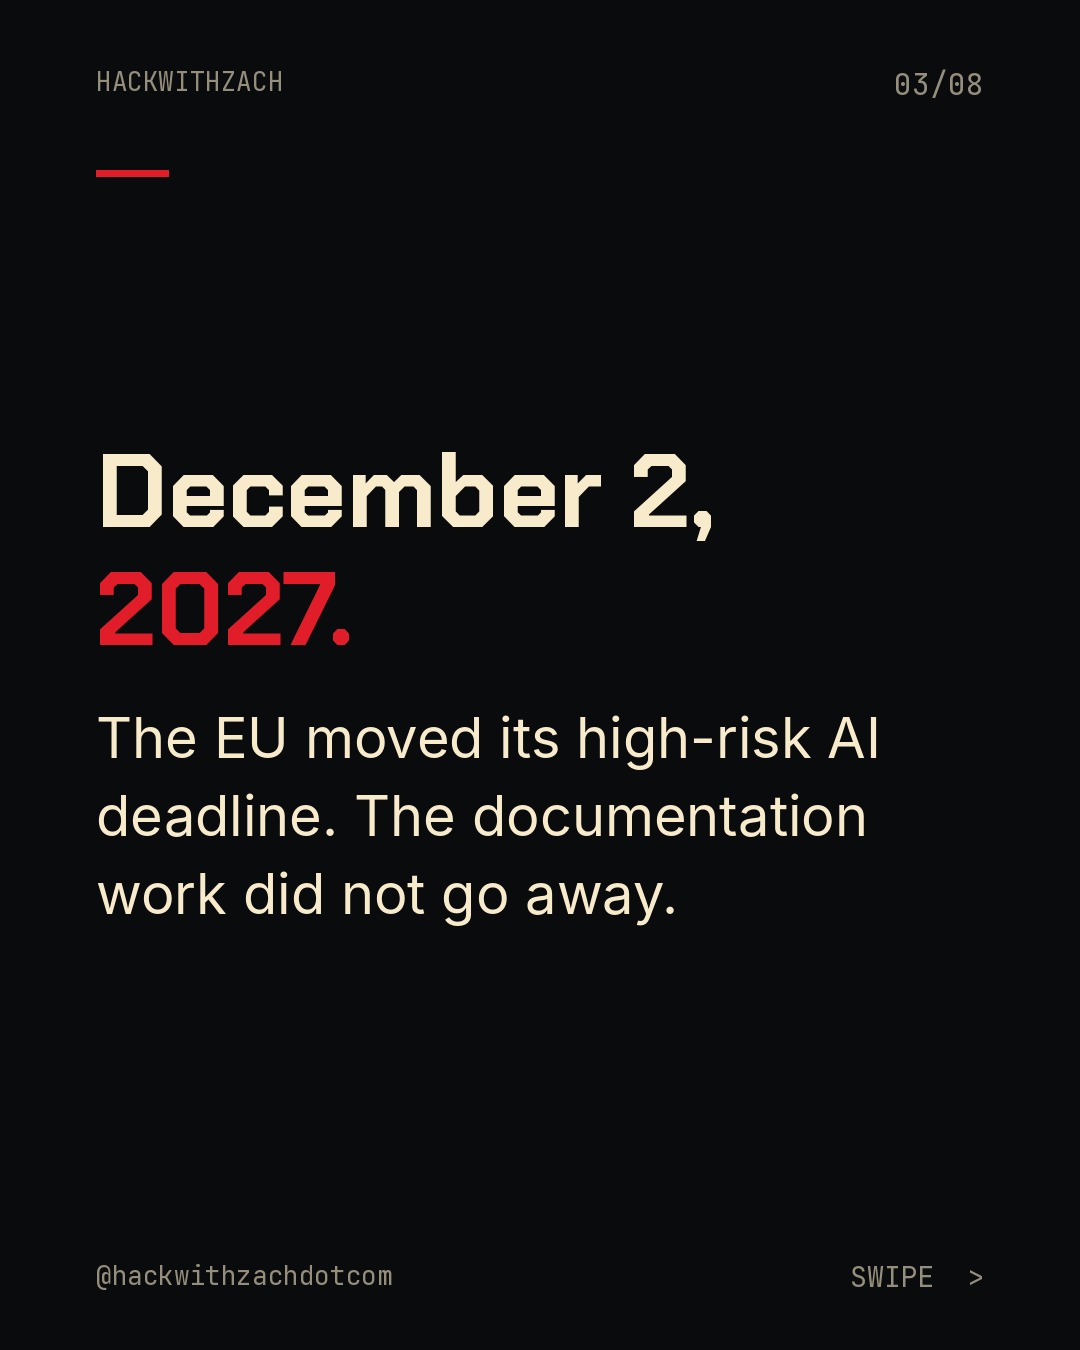 HACKWITHZACH
03/08
December 2,
2027.
The EU moved its high-risk AI
deadline. The documentation
work did not go away.
@hackwithzachdotcom
SWIPE >